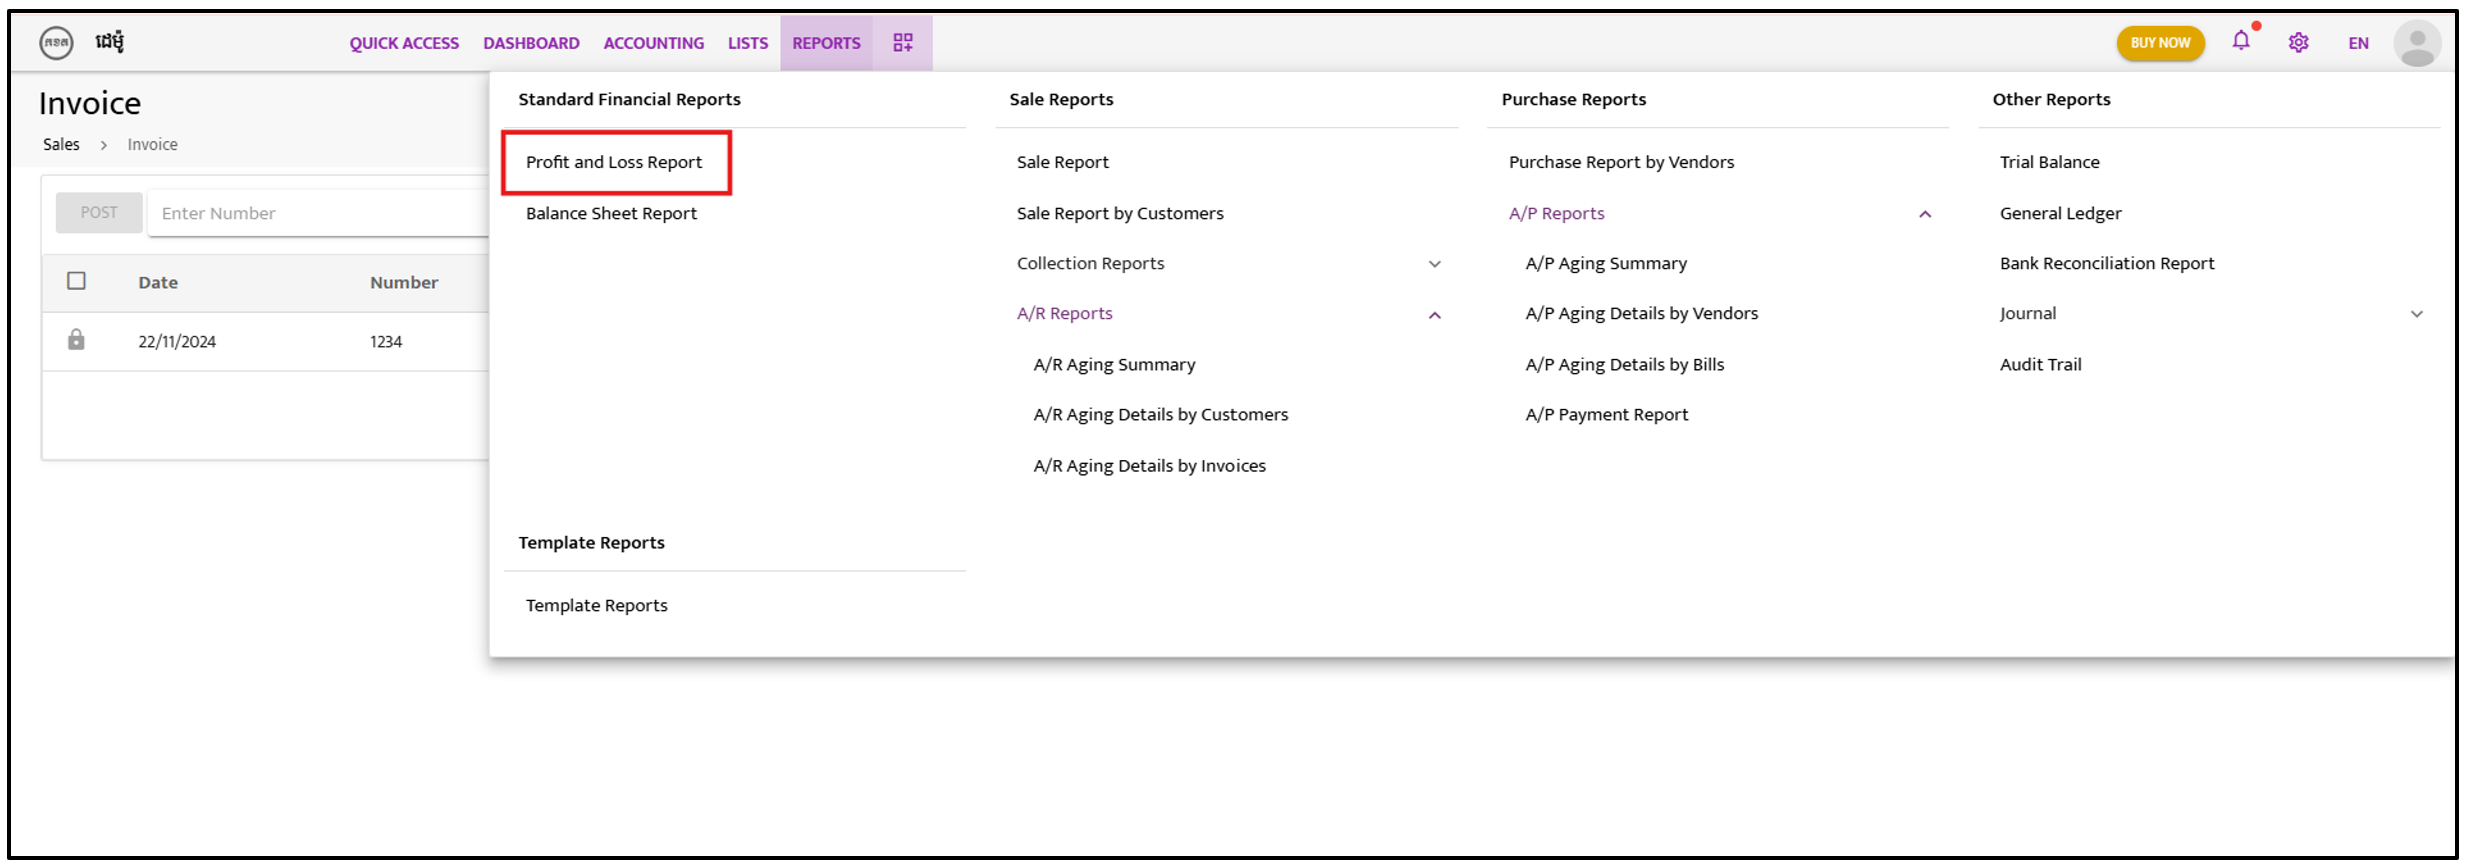 កខគ ដេម៉ូ QUICK ACCESS DASHBOARD ACCOUNTING LISTS REPORTS BUY NOW EN
Invoice
Sales > Invoice
POST Enter Number
Date Number
22/11/2024 1234
Standard Financial Reports
Profit and Loss Report
Balance Sheet Report
Template Reports
Template Reports
Sale Reports
Sale Report
Sale Report by Customers
Collection Reports
A/R Reports
A/R Aging Summary
A/R Aging Details by Customers
A/R Aging Details by Invoices
Purchase Reports
Purchase Report by Vendors
A/P Reports
A/P Aging Summary
A/P Aging Details by Vendors
A/P Aging Details by Bills
A/P Payment Report
Other Reports
Trial Balance
General Ledger
Bank Reconciliation Report
Journal
Audit Trail